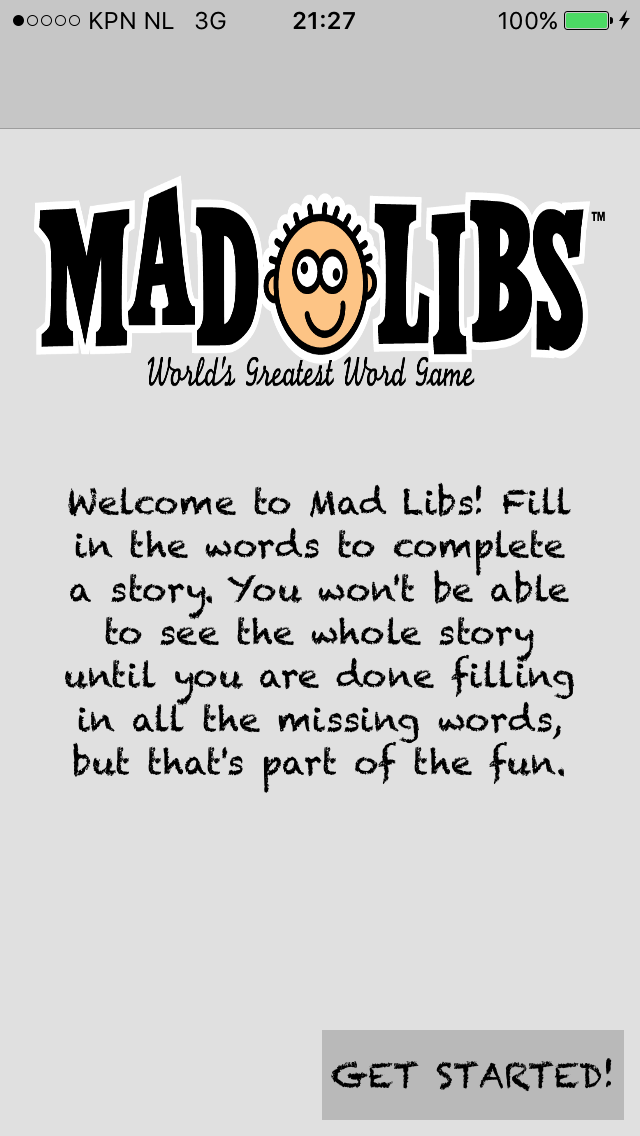 KPN NL 3G 21:27 100%
MAD LIBS™
World's Greatest Word Game
Welcome to Mad Libs! Fill
in the words to complete
a story. You won't be able
to see the whole story
until you are done filling
in all the missing words,
but that's part of the fun.
GET STARTED!